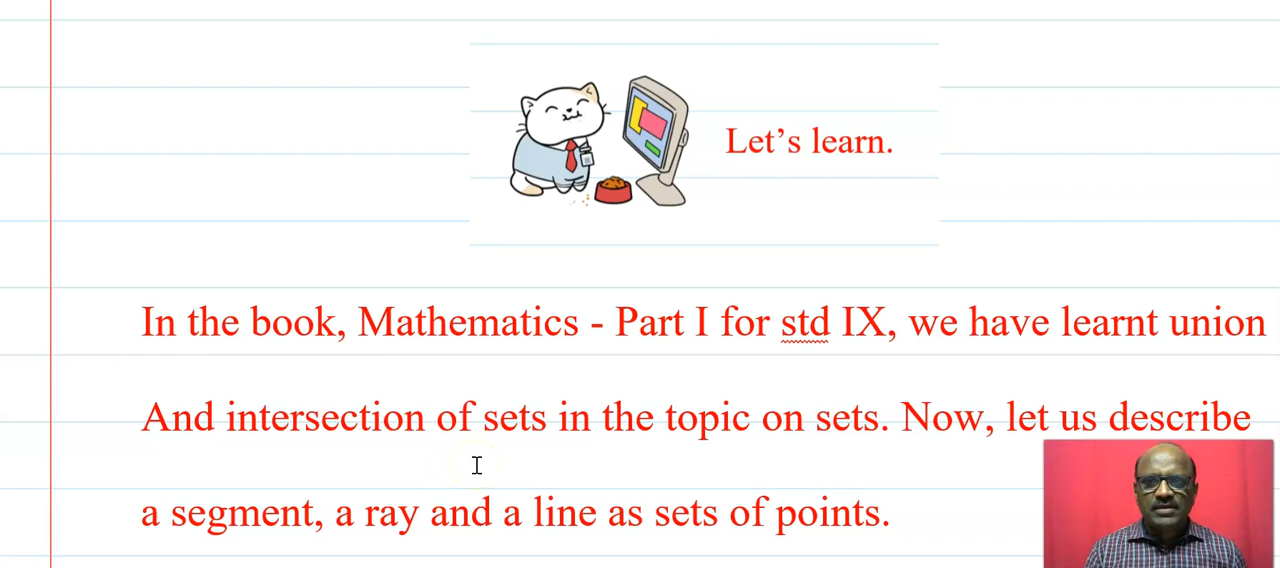 Let’s learn.
In the book, Mathematics - Part I for std IX, we have learnt union
And intersection of sets in the topic on sets. Now, let us describe
a segment, a ray and a line as sets of points.